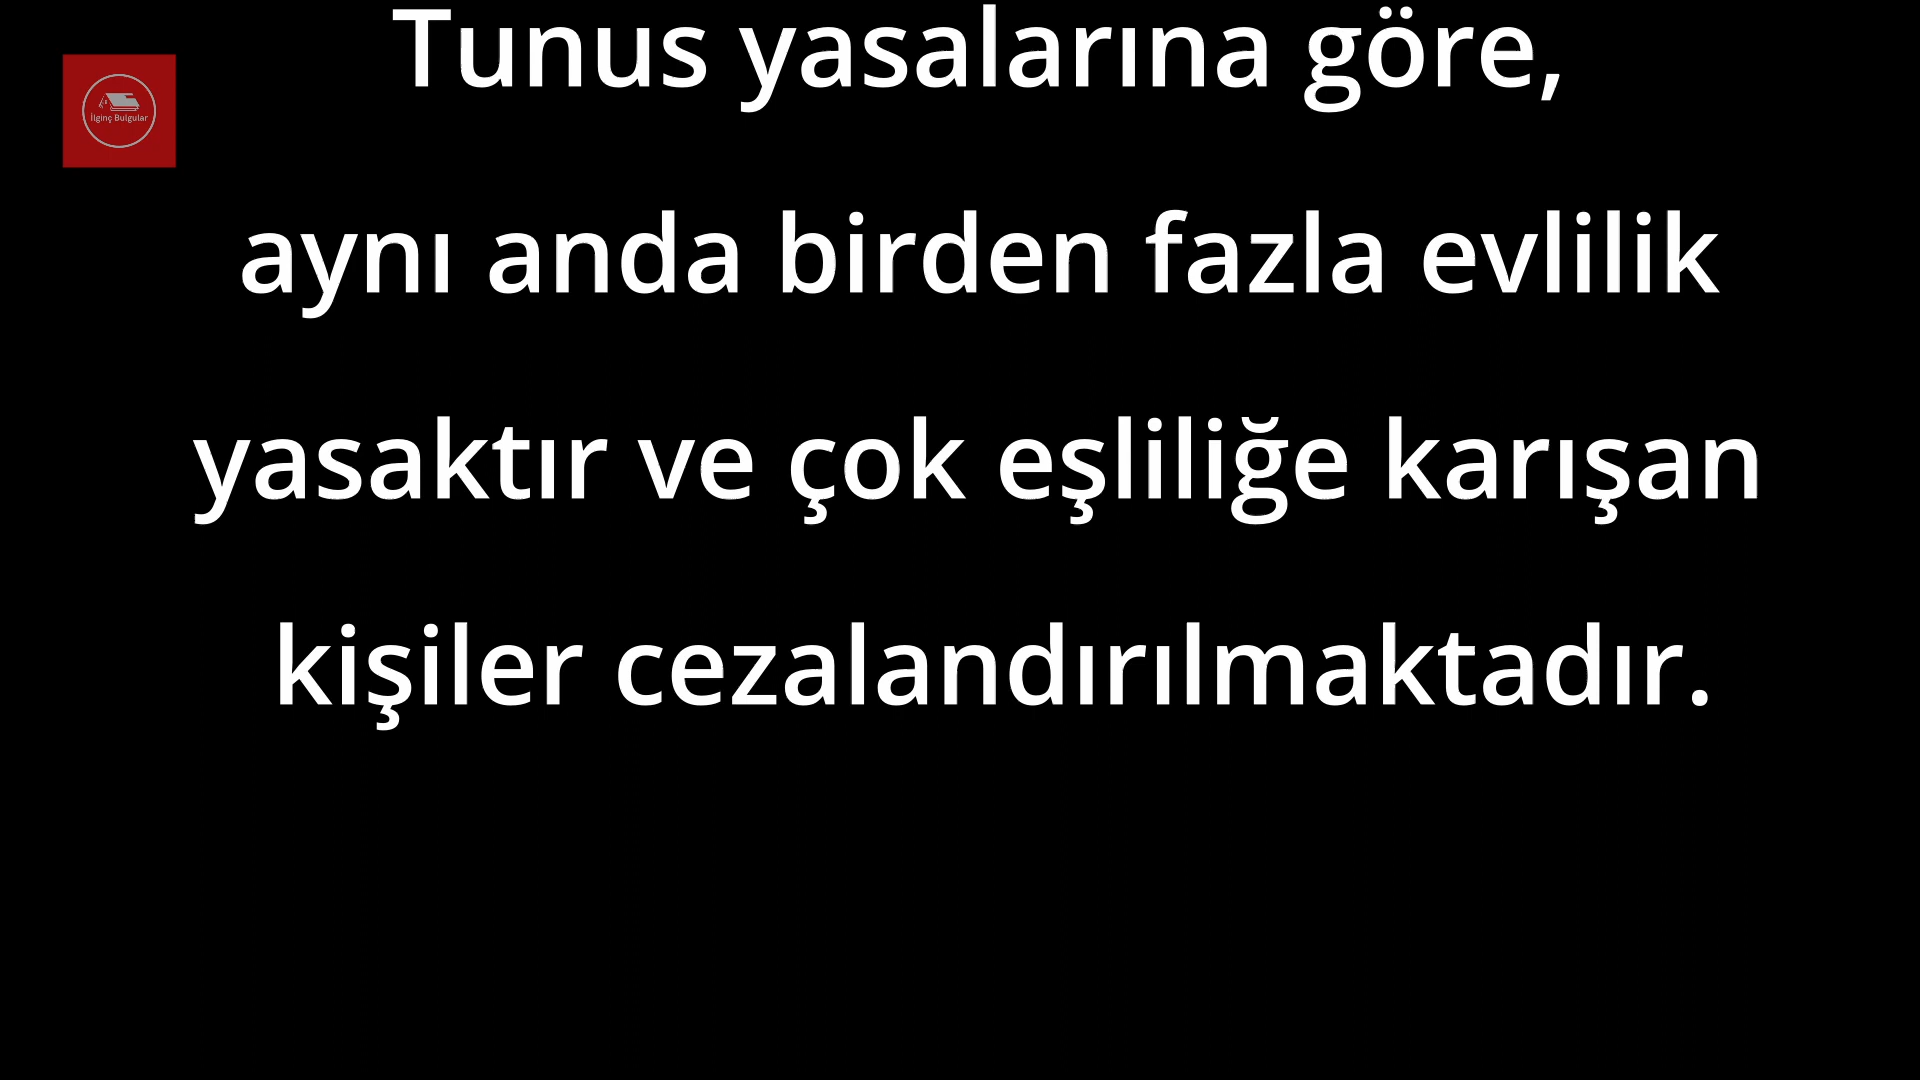 Tunus yasalarına göre,
İlginç Bulgular
aynı anda birden fazla evlilik
yasaktır ve çok eşliliğe karışan
kişiler cezalandırılmaktadır.